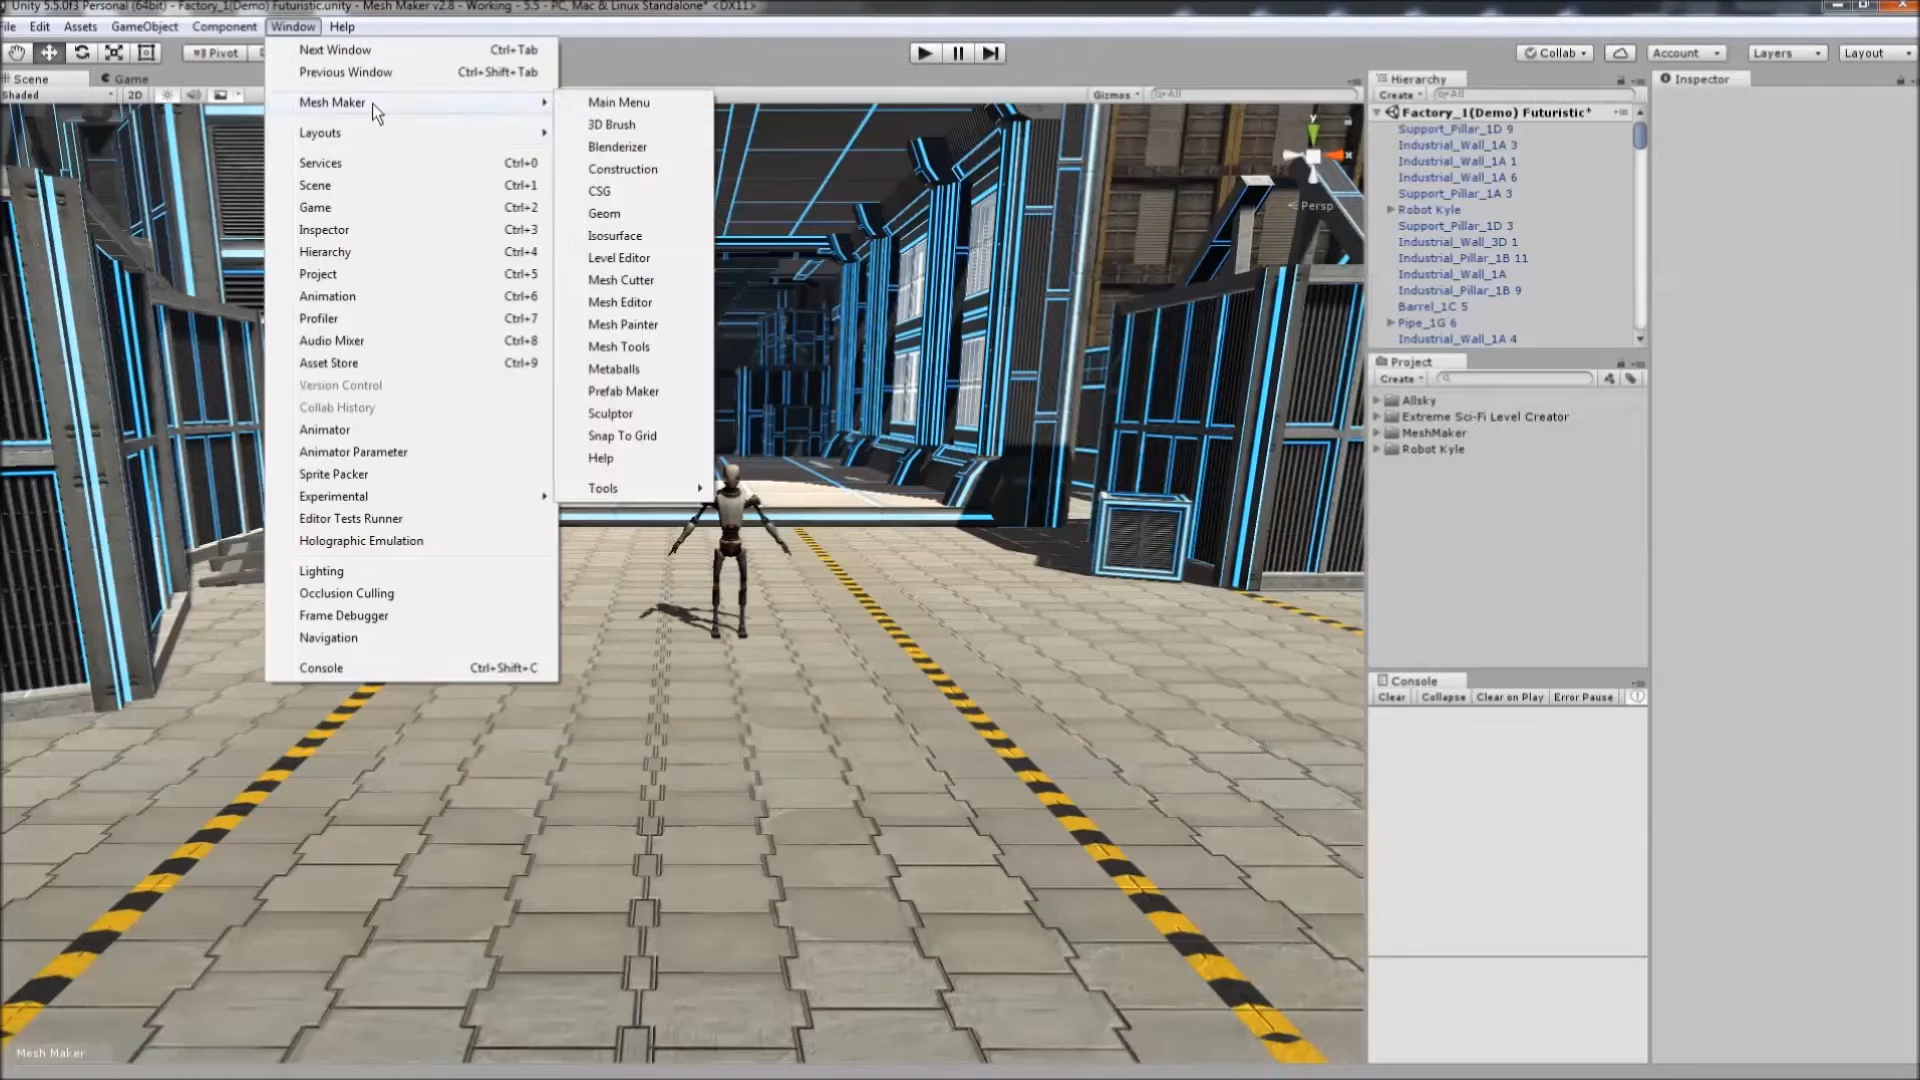 Unity 5.5.0f3 Personal (64bit) - Factory_1(Demo) Futuristic.unity - Mesh Maker v2.8 - Working - 5.5 - PC, Mac & Linux Standalone* <DX11>
File Edit Assets GameObject Component Window Help
Pivot
Collab
Account
Layers
Layout
Scene
Game
Shaded
2D
Gizmos
All
Next Window Ctrl+Tab
Previous Window Ctrl+Shift+Tab
Mesh Maker
Layouts
Services Ctrl+0
Scene Ctrl+1
Game Ctrl+2
Inspector Ctrl+3
Hierarchy Ctrl+4
Project Ctrl+5
Animation Ctrl+6
Profiler Ctrl+7
Audio Mixer Ctrl+8
Asset Store Ctrl+9
Version Control
Collab History
Animator
Animator Parameter
Sprite Packer
Experimental
Editor Tests Runner
Holographic Emulation
Lighting
Occlusion Culling
Frame Debugger
Navigation
Console Ctrl+Shift+C
Main Menu
3D Brush
Blenderizer
Construction
CSG
Geom
Isosurface
Level Editor
Mesh Cutter
Mesh Editor
Mesh Painter
Mesh Tools
Metaballs
Prefab Maker
Sculptor
Snap To Grid
Help
Tools
y
x
Persp
Hierarchy
Create All
Factory_1(Demo) Futuristic*
Support_Pillar_1D 9
Industrial_Wall_1A 3
Industrial_Wall_1A 1
Industrial_Wall_1A 6
Support_Pillar_1A 3
Robot Kyle
Support_Pillar_1D 3
Industrial_Wall_3D 1
Industrial_Pillar_1B 11
Industrial_Wall_1A
Industrial_Pillar_1B 9
Barrel_1C 5
Pipe_1G 6
Industrial_Wall_1A 4
Project
Create
Allsky
Extreme Sci-Fi Level Creator
MeshMaker
Robot Kyle
Console
Clear Collapse Clear on Play Error Pause
Inspector
Mesh Maker